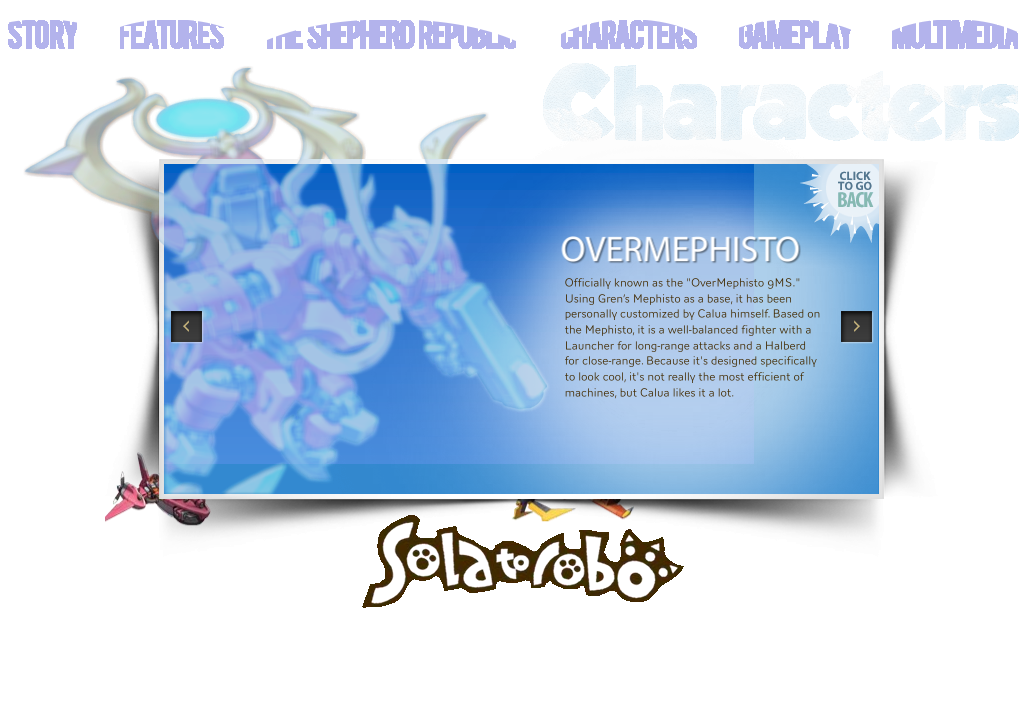 STORY FEATURES THE SHEPHERD REPUBLIC CHARACTERS GAMEPLAY MULTIMEDIA
Characters
CLICK
TO GO
BACK
OVERMEPHISTO
Officially known as the "OverMephisto 9MS."
Using Gren's Mephisto as a base, it has been
personally customized by Calua himself. Based on
the Mephisto, it is a well-balanced fighter with a
Launcher for long-range attacks and a Halberd
for close-range. Because it's designed specifically
to look cool, it's not really the most efficient of
machines, but Calua likes it a lot.
Solatorobo